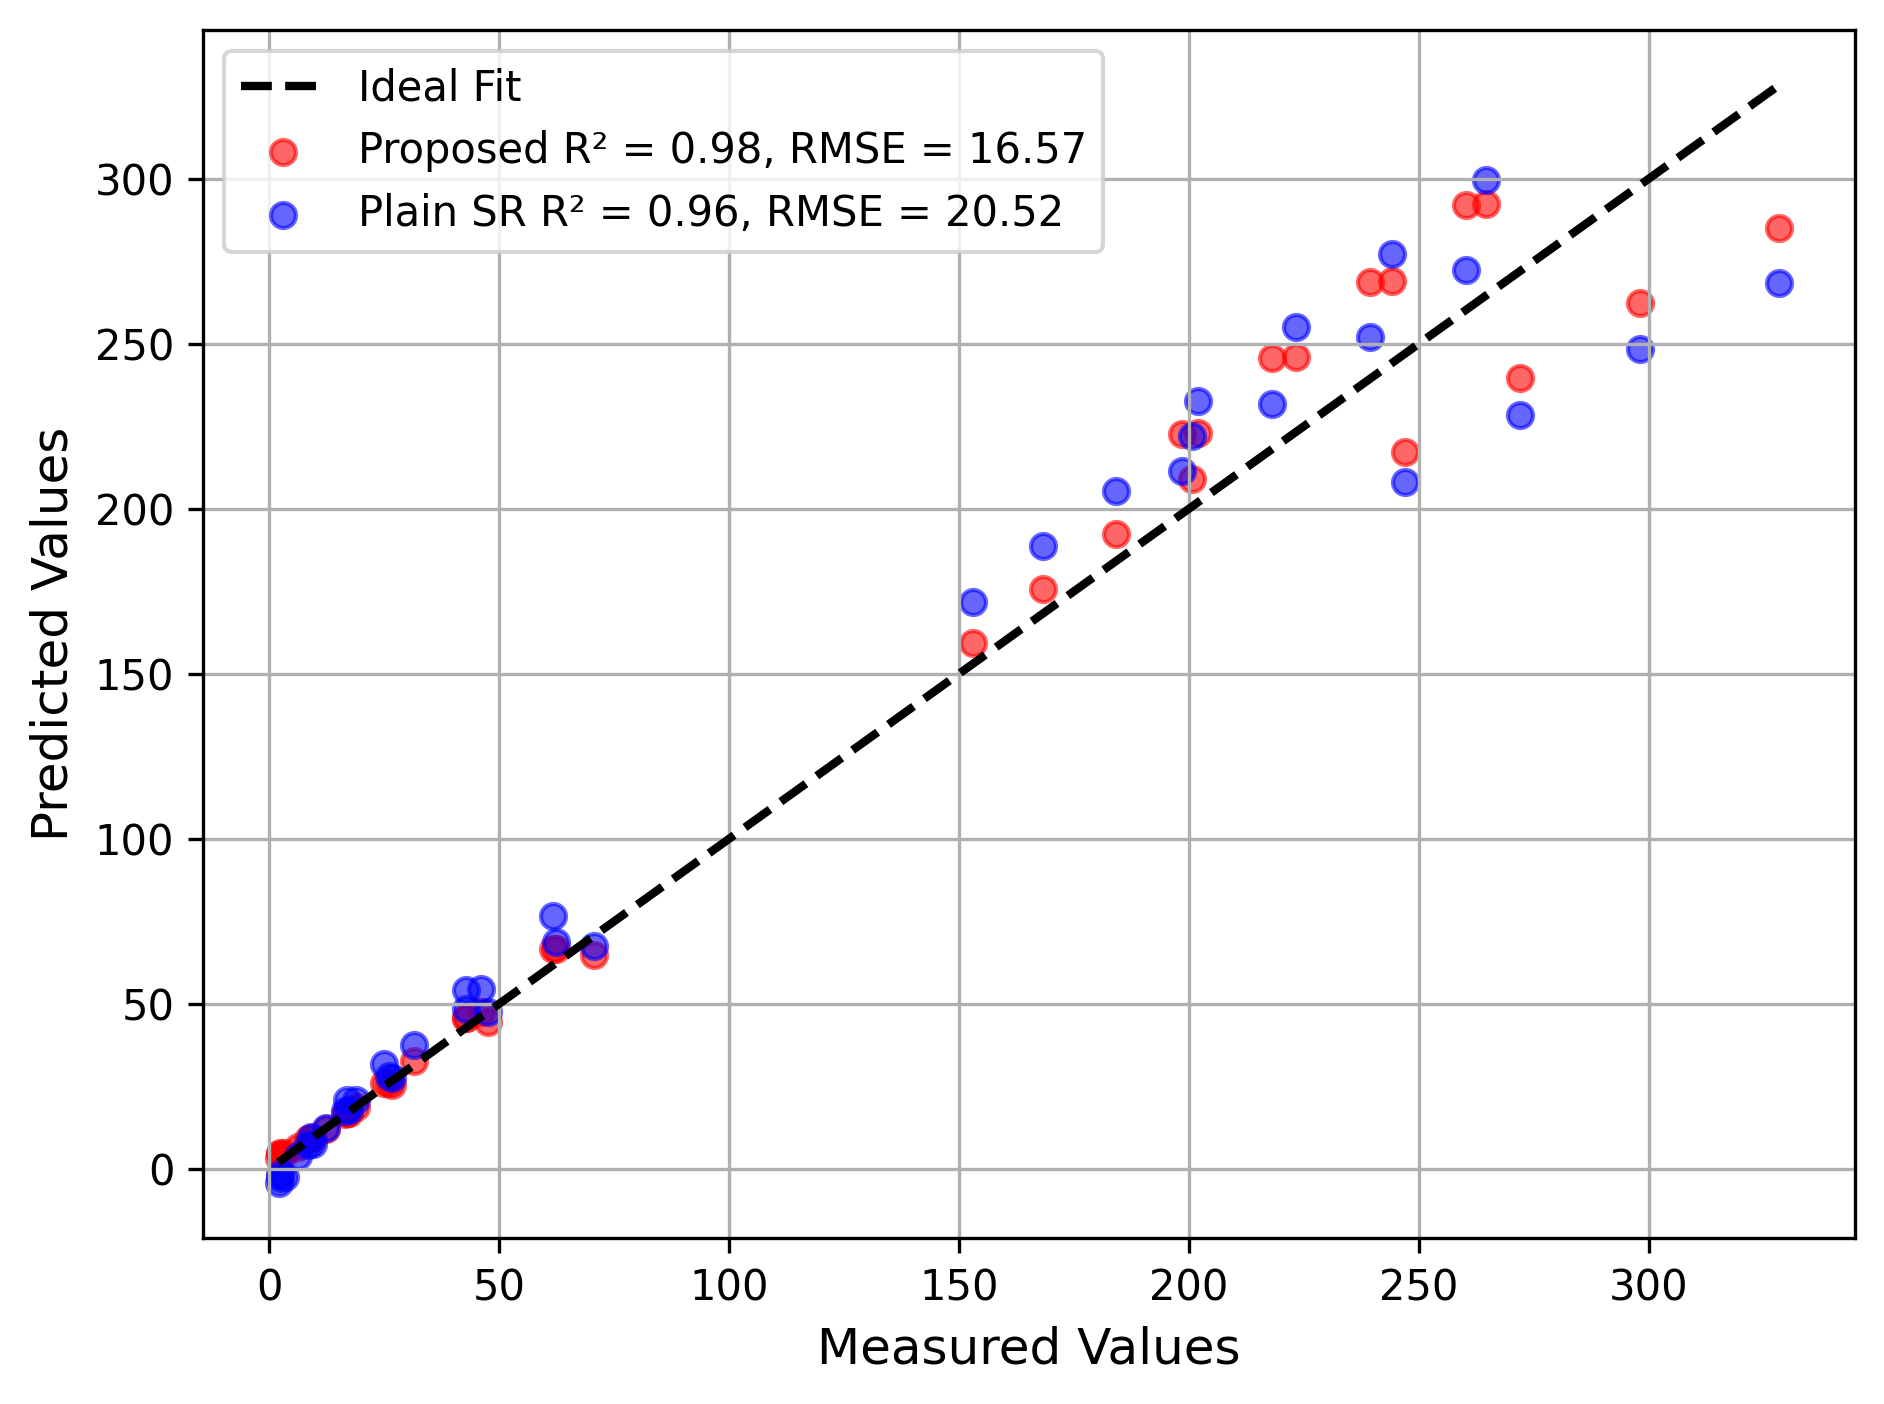 Ideal Fit
Proposed R² = 0.98, RMSE = 16.57
Plain SR R² = 0.96, RMSE = 20.52
300
250
200
150
100
50
0
Predicted Values
0 50 100 150 200 250 300
Measured Values